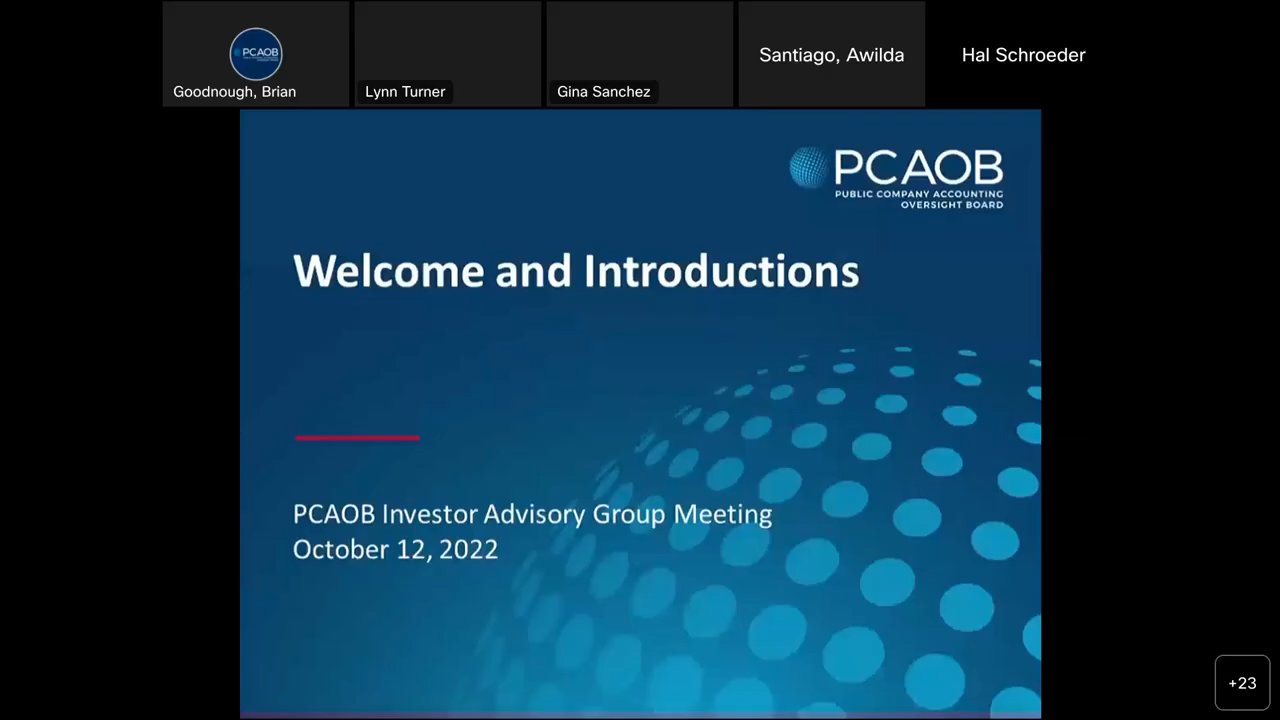 PCAOB
Goodnough, Brian
Lynn Turner
Gina Sanchez
Santiago, Awilda
Hal Schroeder
PCAOB
PUBLIC COMPANY ACCOUNTING
OVERSIGHT BOARD
Welcome and Introductions
PCAOB Investor Advisory Group Meeting
October 12, 2022
+23